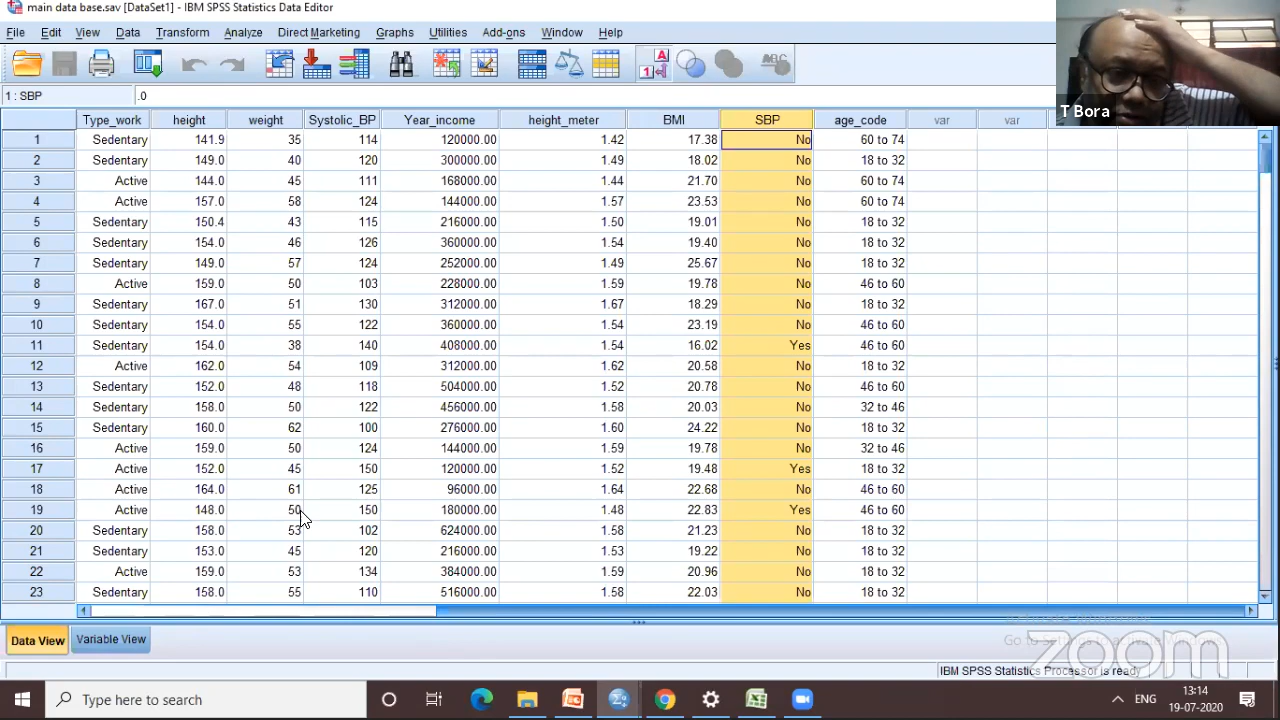 main data base.sav [DataSet1] - IBM SPSS Statistics Data Editor
File Edit View Data Transform Analyze Direct Marketing Graphs Utilities Add-ons Window Help
1 : SBP .0
T Bora
Type_work height weight Systolic_BP Year_income height_meter BMI SBP age_code var var
1 Sedentary 141.9 35 114 120000.00 1.42 17.38 No 60 to 74
2 Sedentary 149.0 40 120 300000.00 1.49 18.02 No 18 to 32
3 Active 144.0 45 111 168000.00 1.44 21.70 No 60 to 74
4 Active 157.0 58 124 144000.00 1.57 23.53 No 60 to 74
5 Sedentary 150.4 43 115 216000.00 1.50 19.01 No 18 to 32
6 Sedentary 154.0 46 126 360000.00 1.54 19.40 No 18 to 32
7 Sedentary 149.0 57 124 252000.00 1.49 25.67 No 18 to 32
8 Active 159.0 50 103 228000.00 1.59 19.78 No 46 to 60
9 Sedentary 167.0 51 130 312000.00 1.67 18.29 No 18 to 32
10 Sedentary 154.0 55 122 360000.00 1.54 23.19 No 46 to 60
11 Sedentary 154.0 38 140 408000.00 1.54 16.02 Yes 46 to 60
12 Active 162.0 54 109 312000.00 1.62 20.58 No 18 to 32
13 Sedentary 152.0 48 118 504000.00 1.52 20.78 No 46 to 60
14 Sedentary 158.0 50 122 456000.00 1.58 20.03 No 32 to 46
15 Sedentary 160.0 62 100 276000.00 1.60 24.22 No 18 to 32
16 Active 159.0 50 124 144000.00 1.59 19.78 No 32 to 46
17 Active 152.0 45 150 120000.00 1.52 19.48 Yes 18 to 32
18 Active 164.0 61 125 96000.00 1.64 22.68 No 46 to 60
19 Active 148.0 50 150 180000.00 1.48 22.83 Yes 46 to 60
20 Sedentary 158.0 53 102 624000.00 1.58 21.23 No 18 to 32
21 Sedentary 153.0 45 120 216000.00 1.53 19.22 No 18 to 32
22 Active 159.0 53 134 384000.00 1.59 20.96 No 18 to 32
23 Sedentary 158.0 55 110 516000.00 1.58 22.03 No 18 to 32
Data View Variable View
zoom
IBM SPSS Statistics Processor is ready
Type here to search
ENG
13:14
19-07-2020